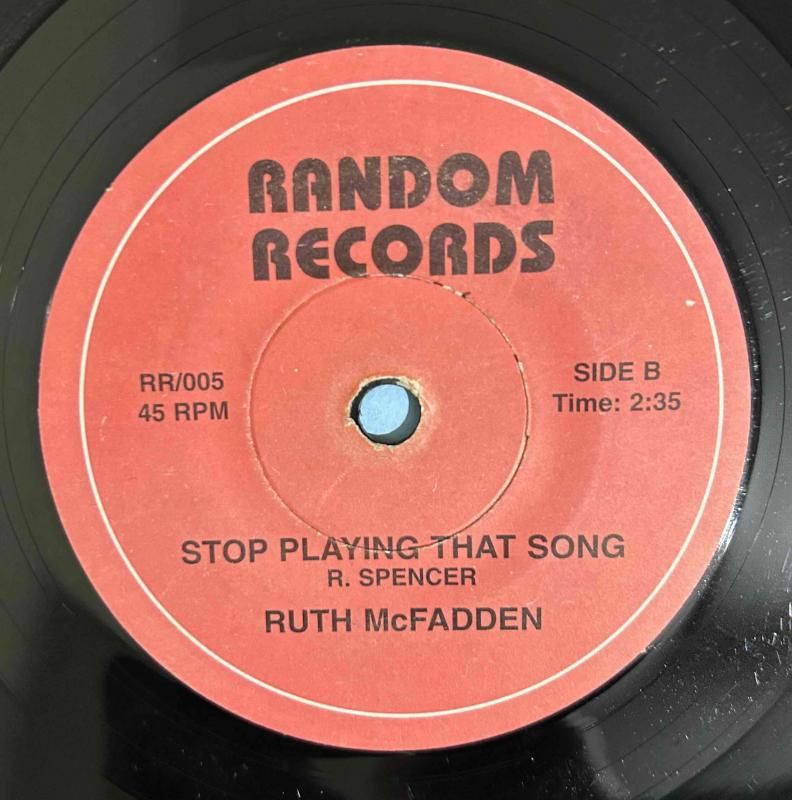 RANDOM
RECORDS
RR/005
45 RPM
SIDE B
Time: 2:35
STOP PLAYING THAT SONG
R. SPENCER
RUTH McFADDEN